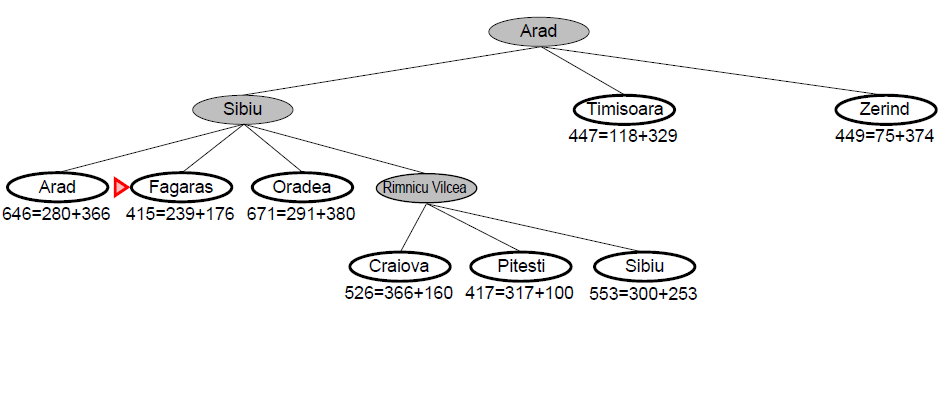 Arad
Sibiu
Timisoara
Zerind
447=118+329
449=75+374
Arad
Fagaras
Oradea
Rimnicu Vilcea
646=280+366
415=239+176
671=291+380
Craiova
Pitesti
Sibiu
526=366+160
417=317+100
553=300+253